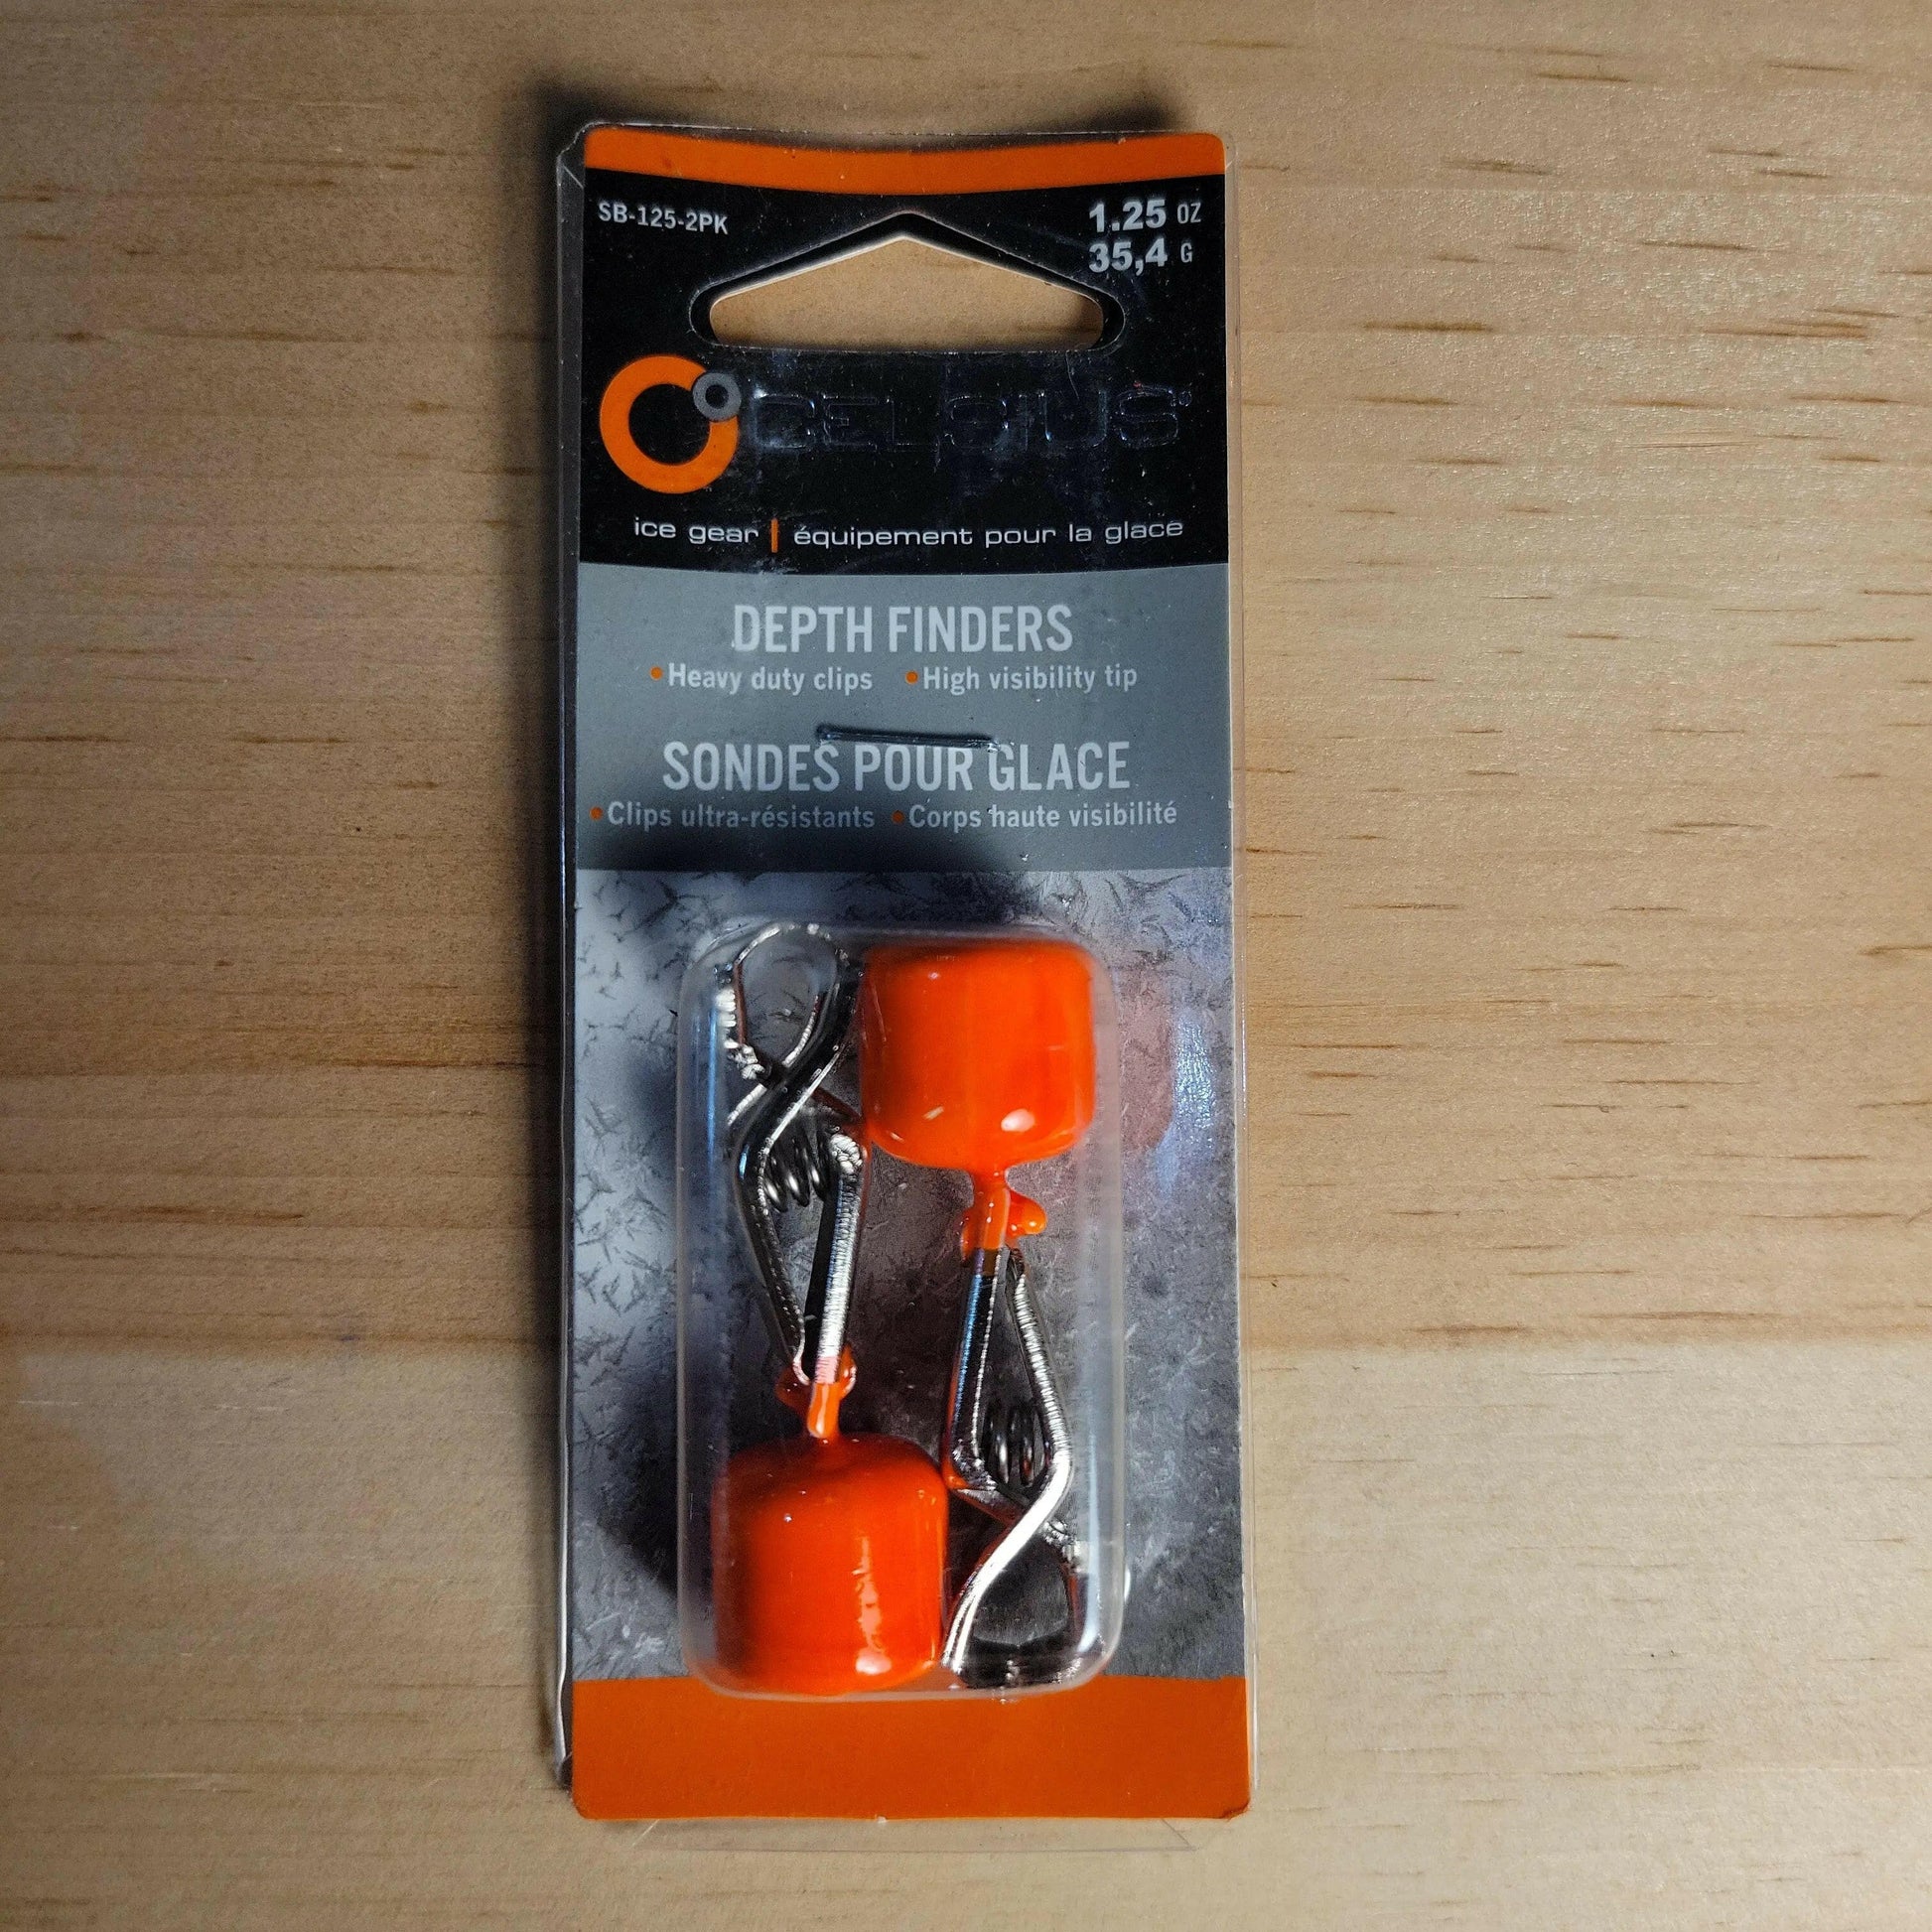 SB-125-2PK
1.25 OZ
35,4 G
CELSIUS
ice gear | équipement pour la glace
DEPTH FINDERS
•Heavy duty clips •High visibility tip
SONDES POUR GLACE
•Clips ultra-résistants •Corps haute visibilité